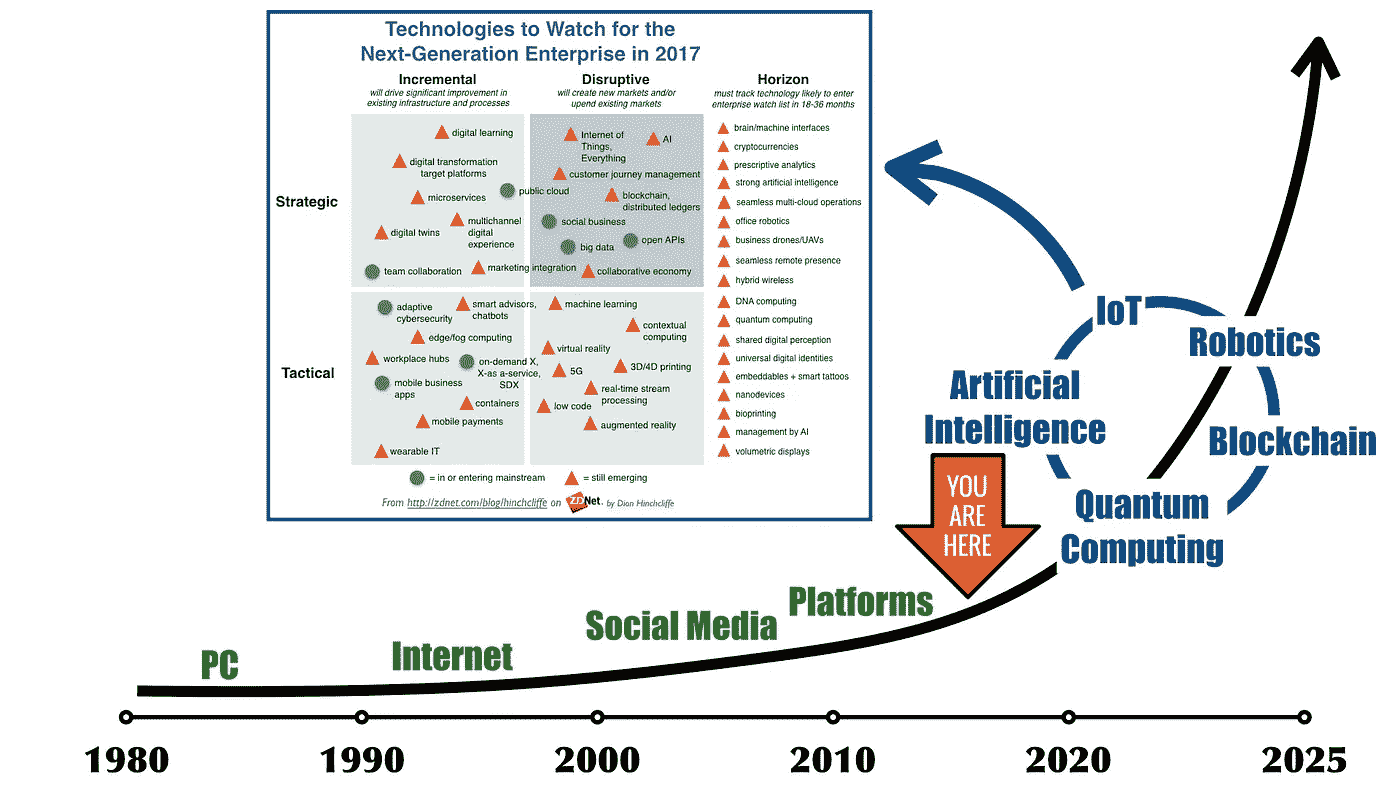 Technologies to Watch for the
Next-Generation Enterprise in 2017
Incremental
will drive significant improvement in
existing infrastructure and processes
Disruptive
will create new markets and/or
upend existing markets
Horizon
must track technology likely to enter
enterprise watch list in 18-36 months
Strategic
digital learning
digital transformation
target platforms
microservices
public cloud
digital twins
multichannel
digital
experience
team collaboration
marketing integration
Internet of
Things,
Everything
AI
customer journey management
blockchain,
distributed ledgers
social business
big data
open APIs
collaborative economy
Tactical
adaptive
cybersecurity
smart advisors,
chatbots
edge/fog computing
workplace hubs
on-demand X,
X-as a-service,
SDX
mobile business
apps
containers
mobile payments
wearable IT
machine learning
contextual
computing
virtual reality
5G
3D/4D printing
real-time stream
processing
low code
augmented reality
brain/machine interfaces
cryptocurrencies
prescriptive analytics
strong artificial intelligence
seamless multi-cloud operations
office robotics
business drones/UAVs
seamless remote presence
hybrid wireless
DNA computing
quantum computing
shared digital perception
universal digital identities
embeddables + smart tattoos
nanodevices
bioprinting
management by AI
volumetric displays
= in or entering mainstream
= still emerging
From http://zdnet.com/blog/hinchcliffe on ZDNet. by Dion Hinchcliffe
IoT
Robotics
Artificial
Intelligence
Blockchain
Quantum
Computing
YOU
ARE
HERE
Platforms
Social Media
Internet
PC
1980
1990
2000
2010
2020
2025